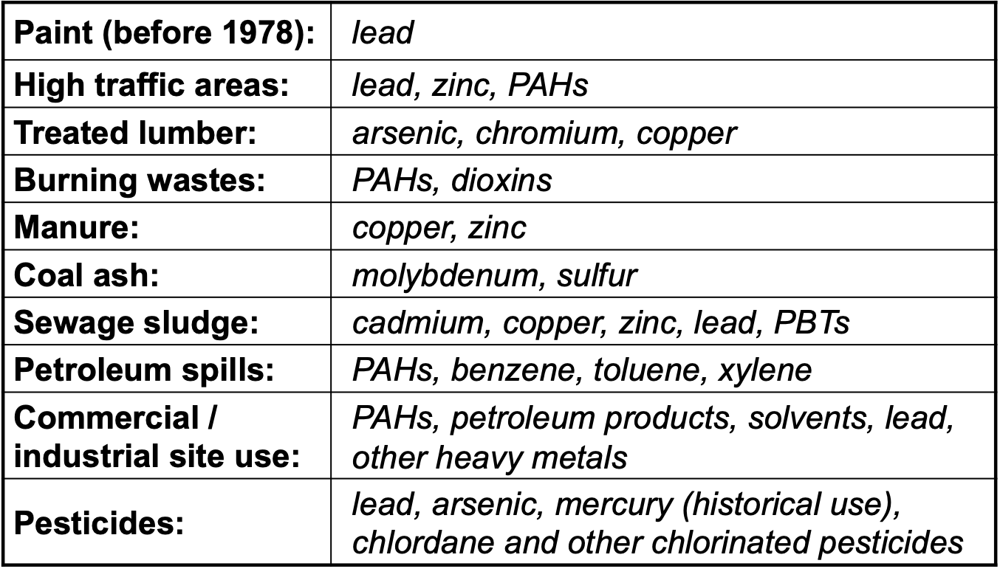 Paint (before 1978): lead
High traffic areas: lead, zinc, PAHs
Treated lumber: arsenic, chromium, copper
Burning wastes: PAHs, dioxins
Manure: copper, zinc
Coal ash: molybdenum, sulfur
Sewage sludge: cadmium, copper, zinc, lead, PBTs
Petroleum spills: PAHs, benzene, toluene, xylene
Commercial /
industrial site use:
PAHs, petroleum products, solvents, lead,
other heavy metals
Pesticides:
lead, arsenic, mercury (historical use),
chlordane and other chlorinated pesticides